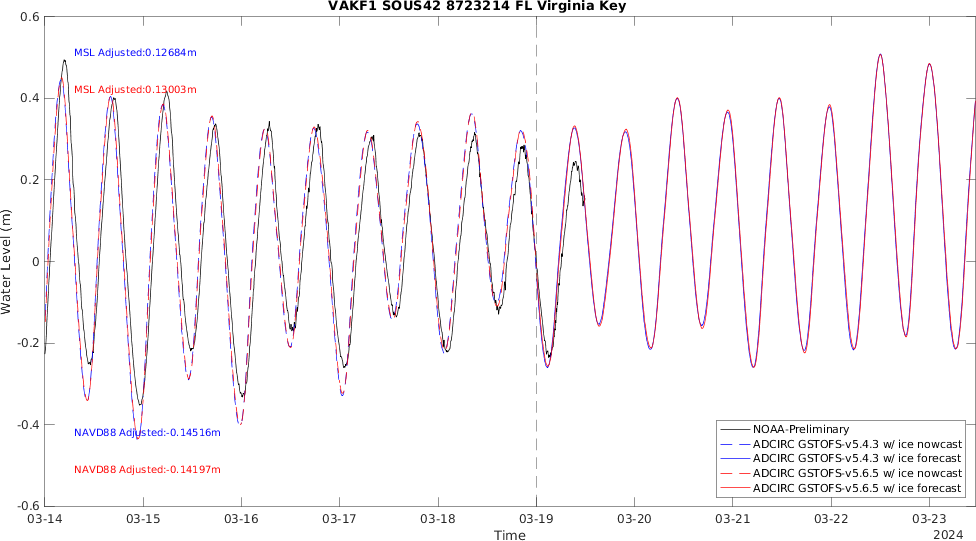 VAKF1 SOUS42 8723214 FL Virginia Key
0.6
MSL Adjusted:0.12684m
MSL Adjusted:0.13003m
0.4
0.2
Water Level (m)
0
-0.2
-0.4
NAVD88 Adjusted:-0.14516m
NAVD88 Adjusted:-0.14197m
NOAA-Preliminary
ADCIRC GSTOFS-v5.4.3 w/ ice nowcast
ADCIRC GSTOFS-v5.4.3 w/ ice forecast
ADCIRC GSTOFS-v5.6.5 w/ ice nowcast
ADCIRC GSTOFS-v5.6.5 w/ ice forecast
-0.6
03-14 03-15 03-16 03-17 03-18 03-19 03-20 03-21 03-22 03-23
Time
2024